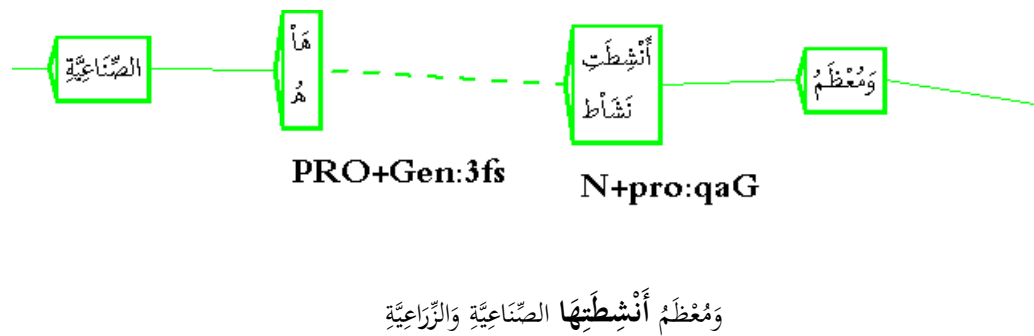 وَمُعْظَمُ
أَنْشِطَتِ
نَشَاْط
هَاْ
هُ
الصِّنَاعِيَّةِ
PRO+Gen:3fs
N+pro:qaG
وَمُعْظَمُ أَنْشِطَتِهَا الصِّنَاعِيَّةِ وَالزِّرَاعِيَّةِ